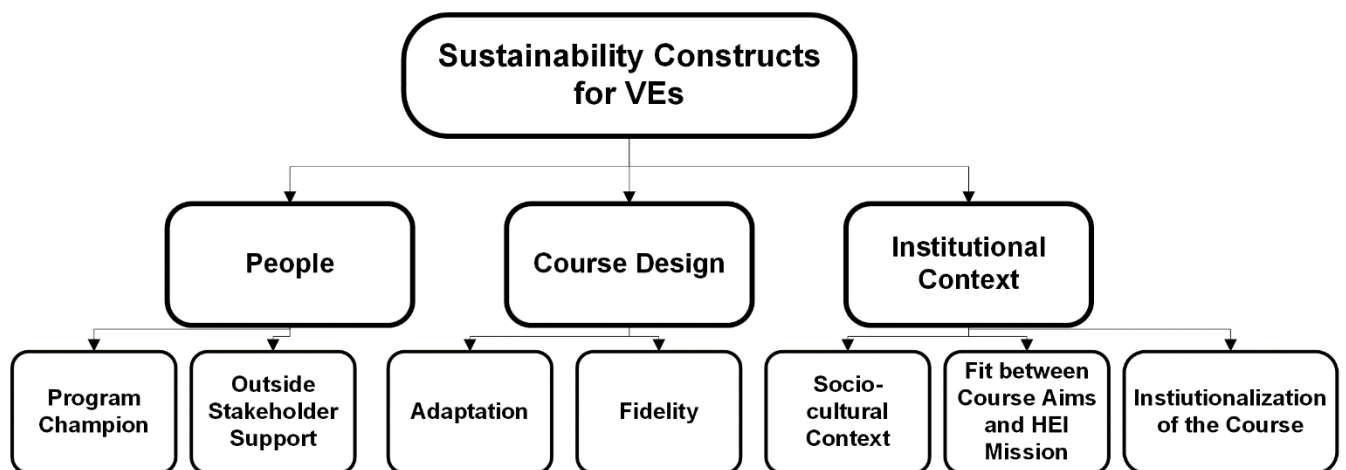 Sustainability Constructs
for VEs
People
Course Design
Institutional
Context
Program
Champion
Outside
Stakeholder
Support
Adaptation
Fidelity
Socio-
cultural
Context
Fit between
Course Aims
and HEI
Mission
Instiutionalization
of the Course